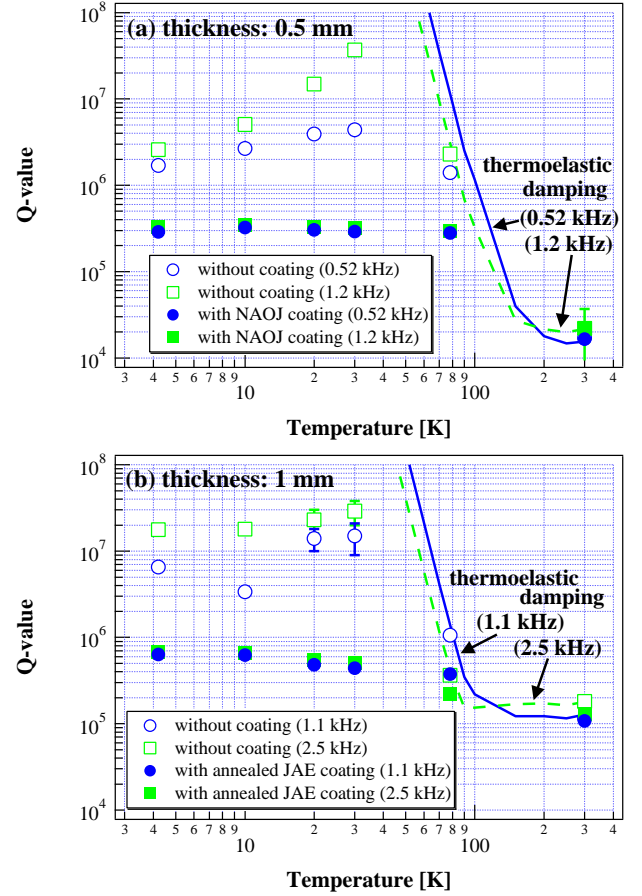 (a) thickness: 0.5 mm
10^8
10^7
10^6
10^5
10^4
Q-value
thermoelastic
damping
(0.52 kHz)
(1.2 kHz)
without coating (0.52 kHz)
without coating (1.2 kHz)
with NAOJ coating (0.52 kHz)
with NAOJ coating (1.2 kHz)
3 4 5 6 7 8 9 10 2 3 4 5 6 7 8 9 100 2 3 4
Temperature [K]
(b) thickness: 1 mm
10^8
10^7
10^6
10^5
10^4
Q-value
thermoelastic
damping
(1.1 kHz)
(2.5 kHz)
without coating (1.1 kHz)
without coating (2.5 kHz)
with annealed JAE coating (1.1 kHz)
with annealed JAE coating (2.5 kHz)
3 4 5 6 7 8 9 10 2 3 4 5 6 7 8 9 100 2 3 4
Temperature [K]